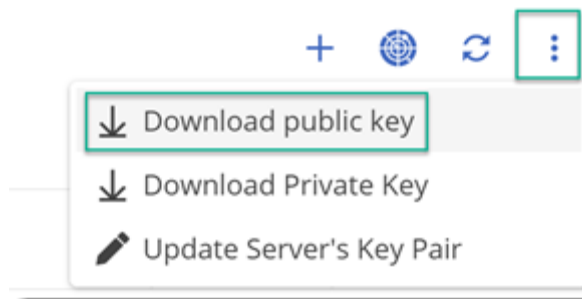 Download public key
Download Private Key
Update Server's Key Pair